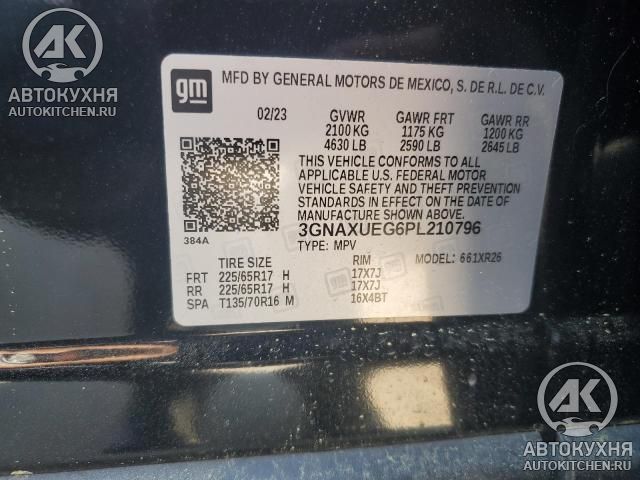 AK
АВТОКУХНЯ
AUTOKITCHEN.RU
gm
MFD BY GENERAL MOTORS DE MEXICO, S. DE R.L. DE C.V.
02/23 GVWR GAWR FRT GAWR RR
2100 KG 1175 KG 1200 KG
4630 LB 2590 LB 2645 LB
THIS VEHICLE CONFORMS TO ALL
APPLICABLE U.S. FEDERAL MOTOR
VEHICLE SAFETY AND THEFT PREVENTION
STANDARDS IN EFFECT ON THE DATE OF
MANUFACTURE SHOWN ABOVE.
384A
3GNAXUEG6PL210796
TYPE: MPV MODEL: 661XR26
TIRE SIZE RIM
FRT 225/65R17 H 17X7J
RR 225/65R17 H 17X7J
SPA T135/70R16 M 16X4BT
AK
АВТОКУХНЯ
AUTOKITCHEN.RU